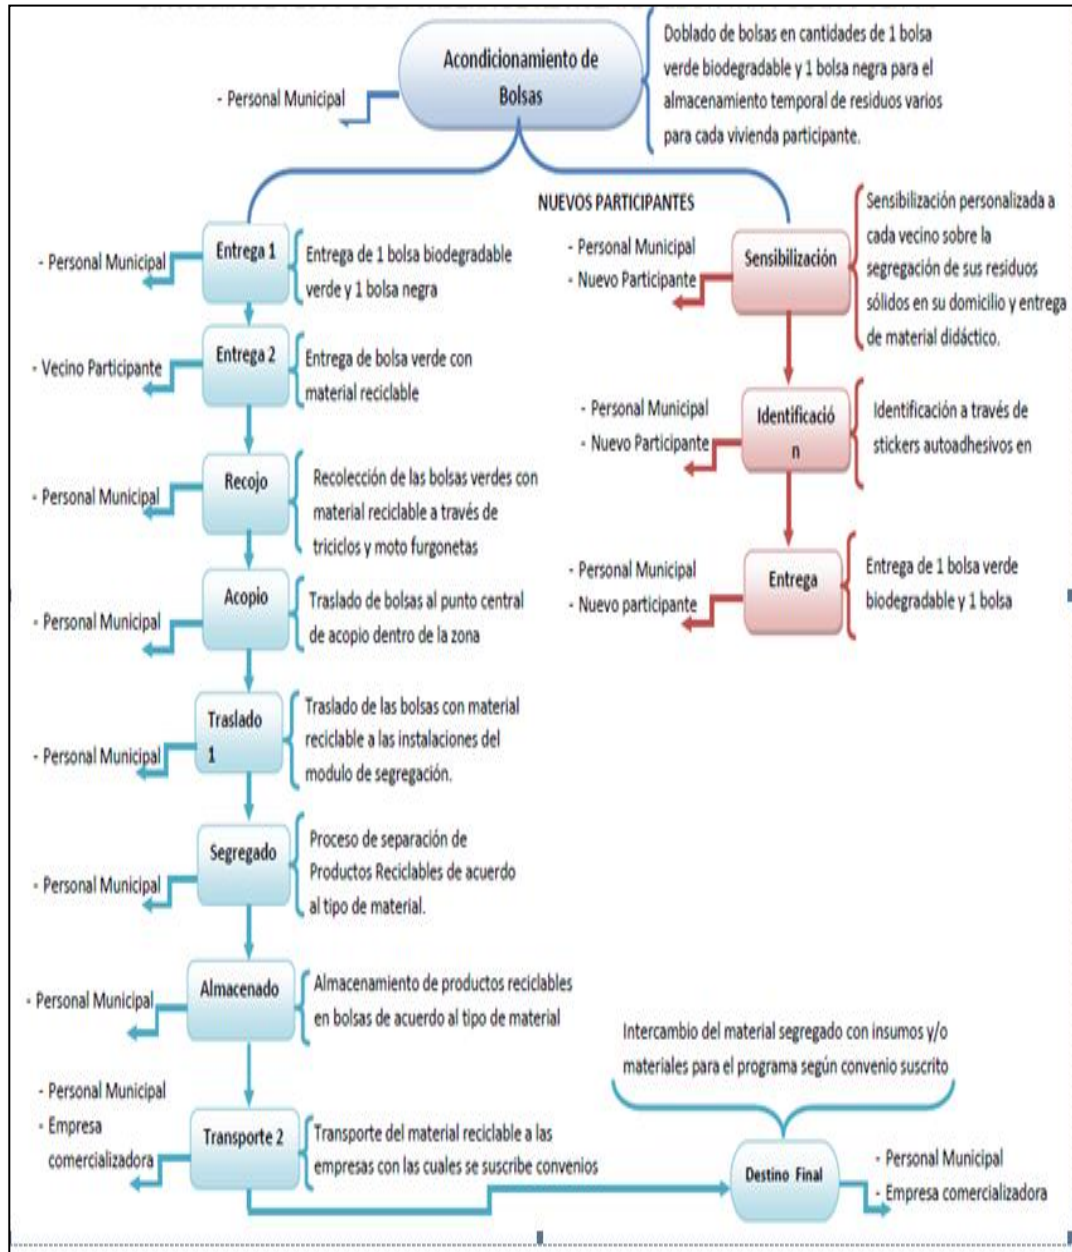 Acondicionamiento de
Bolsas
- Personal Municipal
Doblado de bolsas en cantidades de 1 bolsa
verde biodegradable y 1 bolsa negra para el
almacenamiento temporal de residuos varios
para cada vivienda participante.
Entrega 1
- Personal Municipal
Entrega de 1 bolsa biodegradable
verde y 1 bolsa negra
Entrega 2
- Vecino Participante
Entrega de bolsa verde con
material reciclable
Recojo
- Personal Municipal
Recolección de las bolsas verdes con
material reciclable a través de
triciclos y moto furgonetas
Acopio
- Personal Municipal
Traslado de bolsas al punto central
de acopio dentro de la zona
Traslado
1
- Personal Municipal
Traslado de las bolsas con material
reciclable a las instalaciones del
modulo de segregación.
Segregado
- Personal Municipal
Proceso de separación de
Productos Reciclables de acuerdo
al tipo de material.
Almacenado
- Personal Municipal
Almacenamiento de productos reciclables
en bolsas de acuerdo al tipo de material
- Personal Municipal
- Empresa
comercializadora
Transporte 2
Transporte del material reciclable a las
empresas con las cuales se suscribe convenios
NUEVOS PARTICIPANTES
- Personal Municipal
- Nuevo Participante
Sensibilización
Sensibilización personalizada a
cada vecino sobre la
segregación de sus residuos
sólidos en su domicilio y entrega
de material didáctico.
- Personal Municipal
- Nuevo Participante
Identificació
n
Identificación a través de
stickers autoadhesivos en
- Personal Municipal
- Nuevo participante
Entrega
Entrega de 1 bolsa verde
biodegradable y 1 bolsa
Intercambio del material segregado con insumos y/o
materiales para el programa según convenio suscrito
Destino Final
- Personal Municipal
- Empresa comercializadora